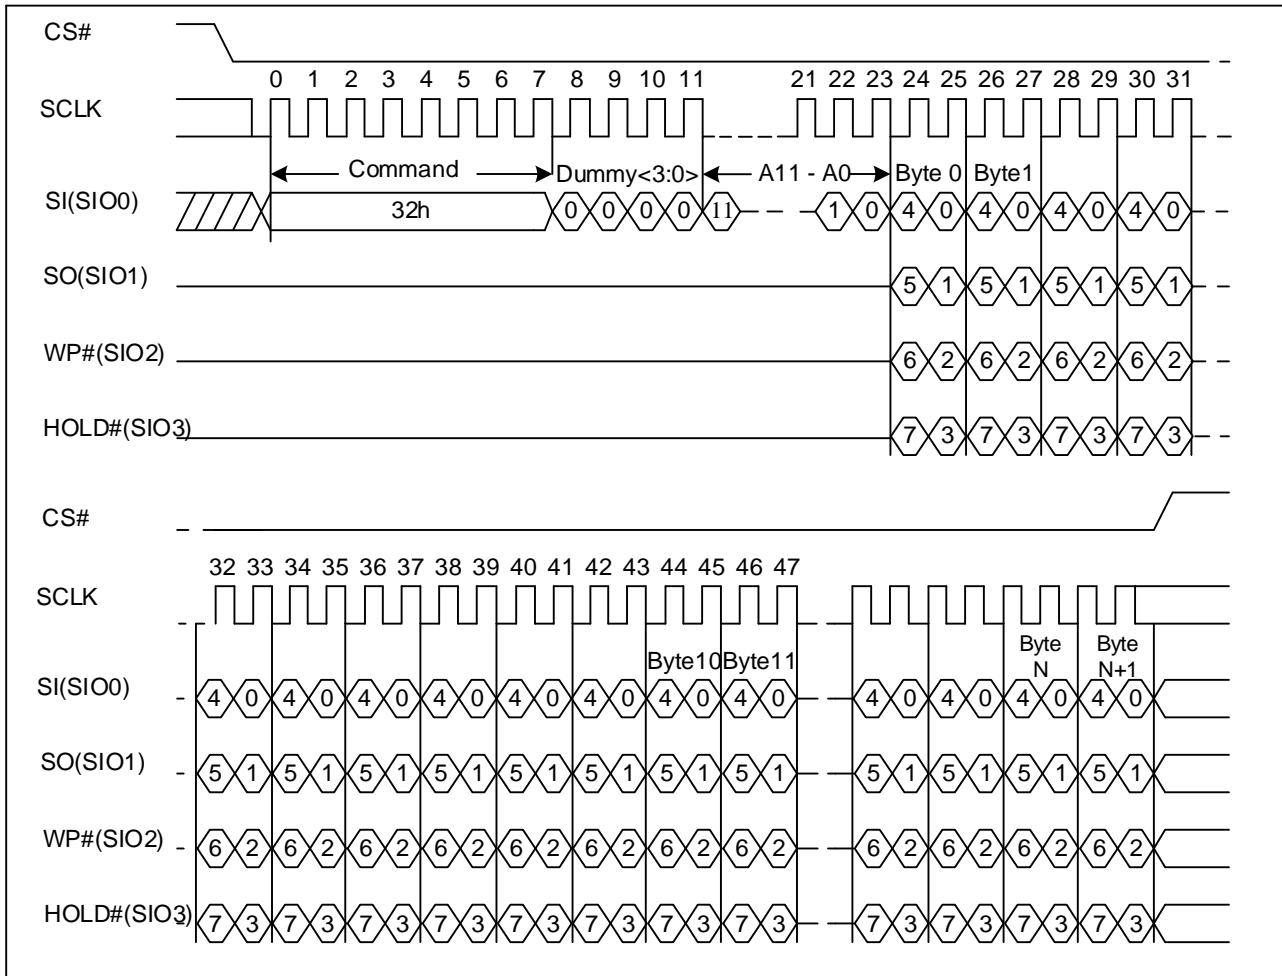 CS#
0 1 2 3 4 5 6 7 8 9 10 11 21 22 23 24 25 26 27 28 29 30 31
SCLK
Command Dummy<3:0> A11 - A0 Byte 0 Byte1
SI(SIO0) 32h 0 0 0 0 11 1 0 4 0 4 0 4 0 4 0
SO(SIO1) 5 1 5 1 5 1 5 1
WP#(SIO2) 6 2 6 2 6 2 6 2
HOLD#(SIO3) 7 3 7 3 7 3 7 3
CS#
32 33 34 35 36 37 38 39 40 41 42 43 44 45 46 47
SCLK
Byte10 Byte11 Byte N Byte N+1
SI(SIO0) 4 0 4 0 4 0 4 0 4 0 4 0 4 0 4 0 4 0 4 0 4 0 4 0
SO(SIO1) 5 1 5 1 5 1 5 1 5 1 5 1 5 1 5 1 5 1 5 1 5 1 5 1
WP#(SIO2) 6 2 6 2 6 2 6 2 6 2 6 2 6 2 6 2 6 2 6 2 6 2 6 2
HOLD#(SIO3) 7 3 7 3 7 3 7 3 7 3 7 3 7 3 7 3 7 3 7 3 7 3 7 3